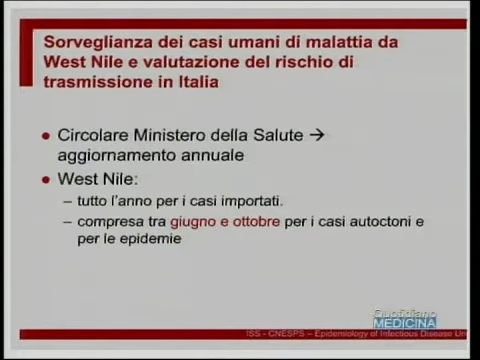 Sorveglianza dei casi umani di malattia da
West Nile e valutazione del rischio di
trasmissione in Italia
● Circolare Ministero della Salute →
aggiornamento annuale
● West Nile:
– tutto l'anno per i casi importati.
– compresa tra giugno e ottobre per i casi autoctoni e
per le epidemie
Quotidiano
MEDICINA
ISS - CNESPS – Epidemiology of Infectious Disease Un